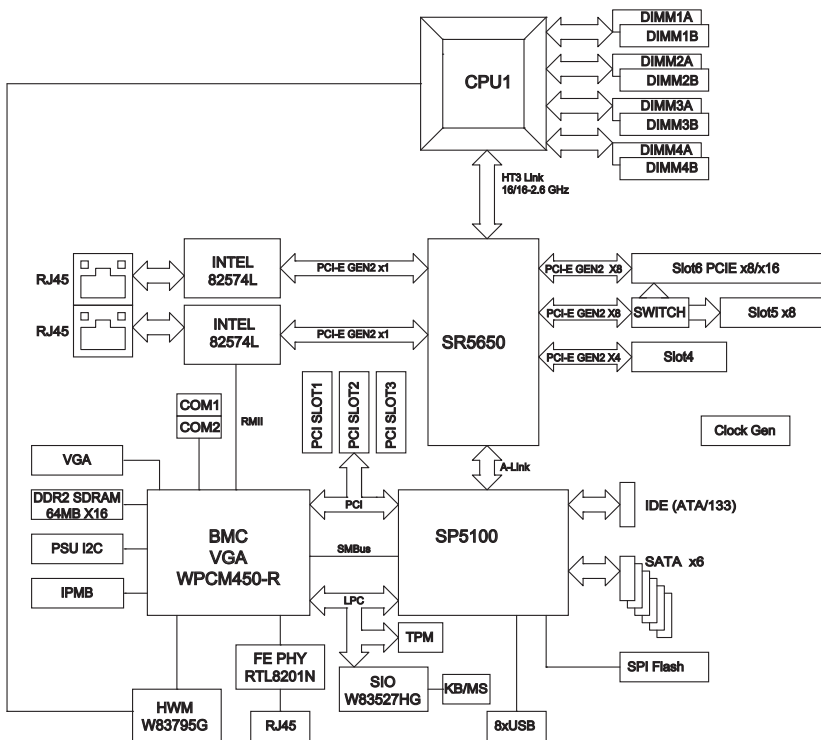 DIMM1A
DIMM1B
CPU1
DIMM2A
DIMM2B
DIMM3A
DIMM3B
DIMM4A
DIMM4B
HT3 Link
16/16-2.6 GHz
RJ45
INTEL
82574L
PCI-E GEN2 x1
PCI-E GEN2 X8
Slot6 PCIE x8/x16
RJ45
INTEL
82574L
PCI-E GEN2 x1
SR5650
PCI-E GEN2 X8
SWITCH
Slot5 x8
PCI-E GEN2 X4
Slot4
COM1
COM2
RMII
PCI SLOT1
PCI SLOT2
PCI SLOT3
Clock Gen
A-Link
VGA
DDR2 SDRAM
64MB X16
PSU I2C
IPMB
BMC
VGA
WPCM450-R
PCI
SMBus
LPC
SP5100
IDE (ATA/133)
SATA x6
TPM
FE PHY
RTL8201N
SIO
W83527HG
KB/MS
SPI Flash
HWM
W83795G
RJ45
8xUSB